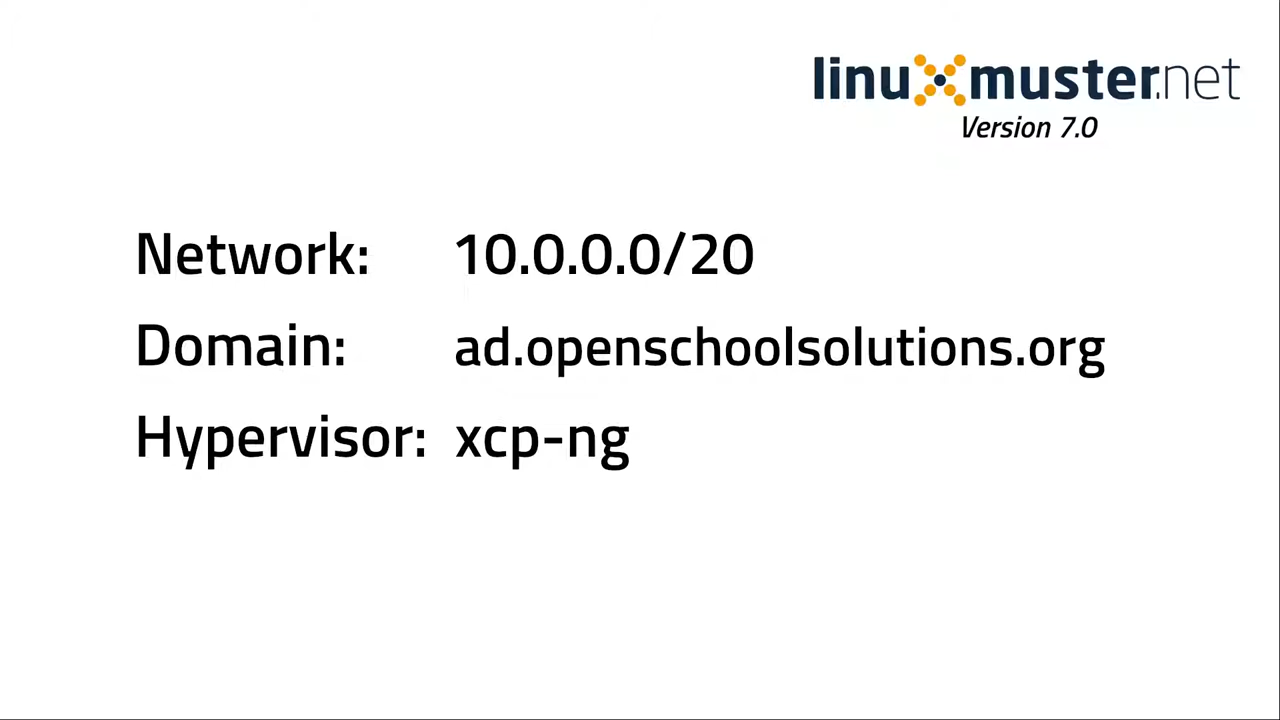 linuxmuster.net
Version 7.0
Network: 10.0.0.0/20
Domain: ad.openschoolsolutions.org
Hypervisor: xcp-ng